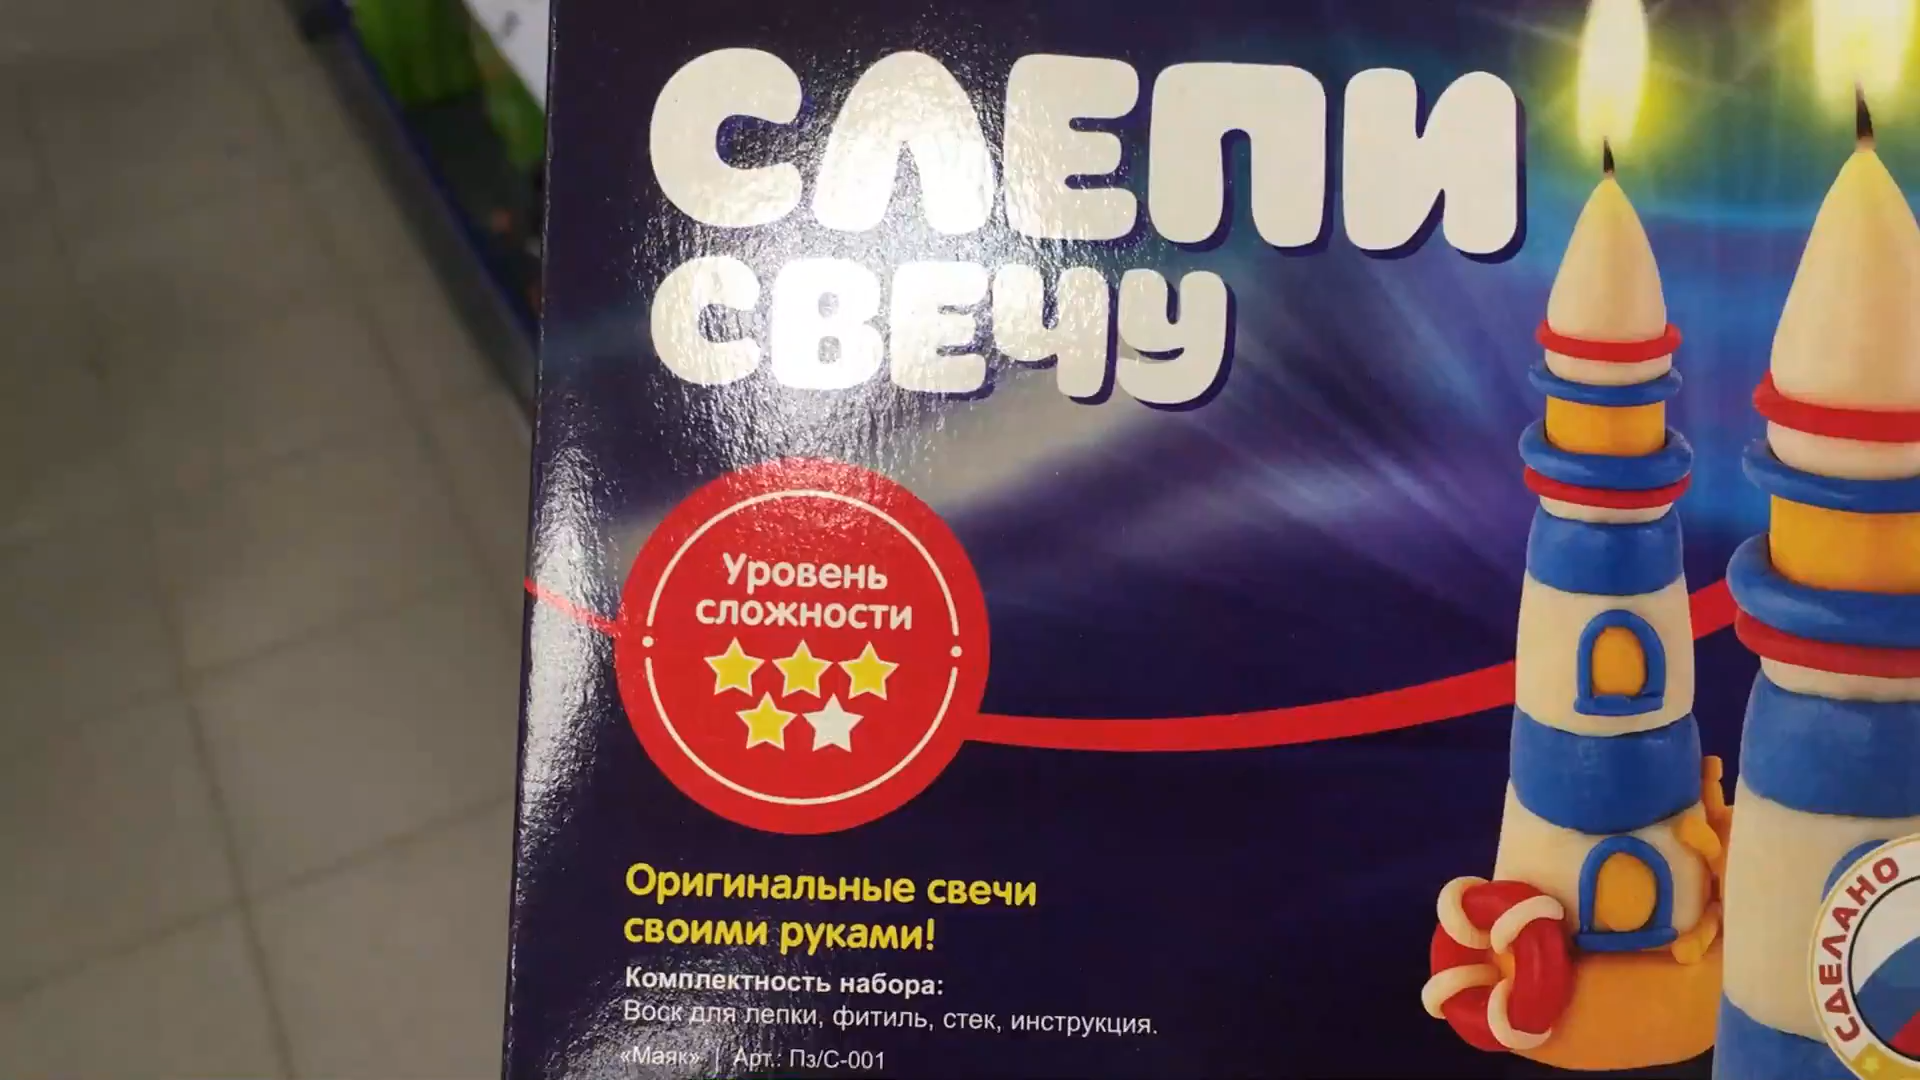 СЛЕПИ
СВЕЧУ
Уровень
сложности
Оригинальные свечи
своими руками!
Комплектность набора:
Воск для лепки, фитиль, стек, инструкция.
«Маяк» | Арт.: Пз/С-001
СДЕЛАНО